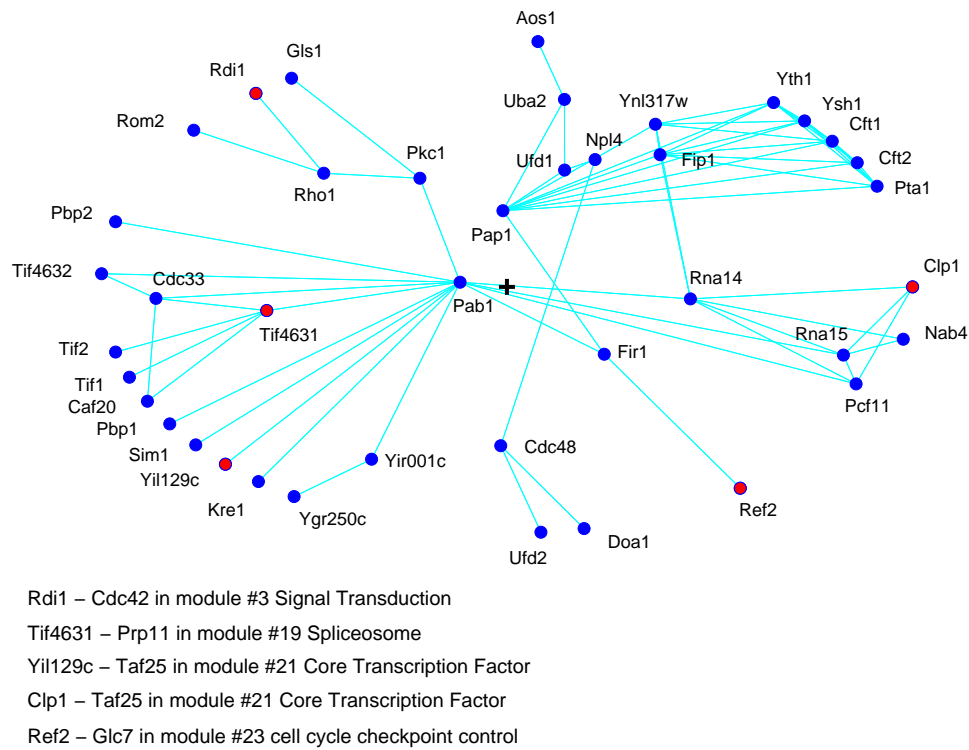 Aos1
Gls1
Rdi1
Yth1
Uba2
Ynl317w
Ysh1
Rom2
Npl4
Cft1
Pkc1
Ufd1
Fip1
Cft2
Rho1
Pta1
Pbp2
Pap1
Tif4632
Cdc33
Rna14
Clp1
Pab1
Tif4631
Rna15
Nab4
Tif2
Fir1
Tif1
Caf20
Pcf11
Pbp1
Sim1
Cdc48
Yir001c
Yil129c
Kre1
Ygr250c
Ref2
Ufd2
Doa1
Rdi1 – Cdc42 in module #3 Signal Transduction
Tif4631 – Prp11 in module #19 Spliceosome
Yil129c – Taf25 in module #21 Core Transcription Factor
Clp1 – Taf25 in module #21 Core Transcription Factor
Ref2 – Glc7 in module #23 cell cycle checkpoint control